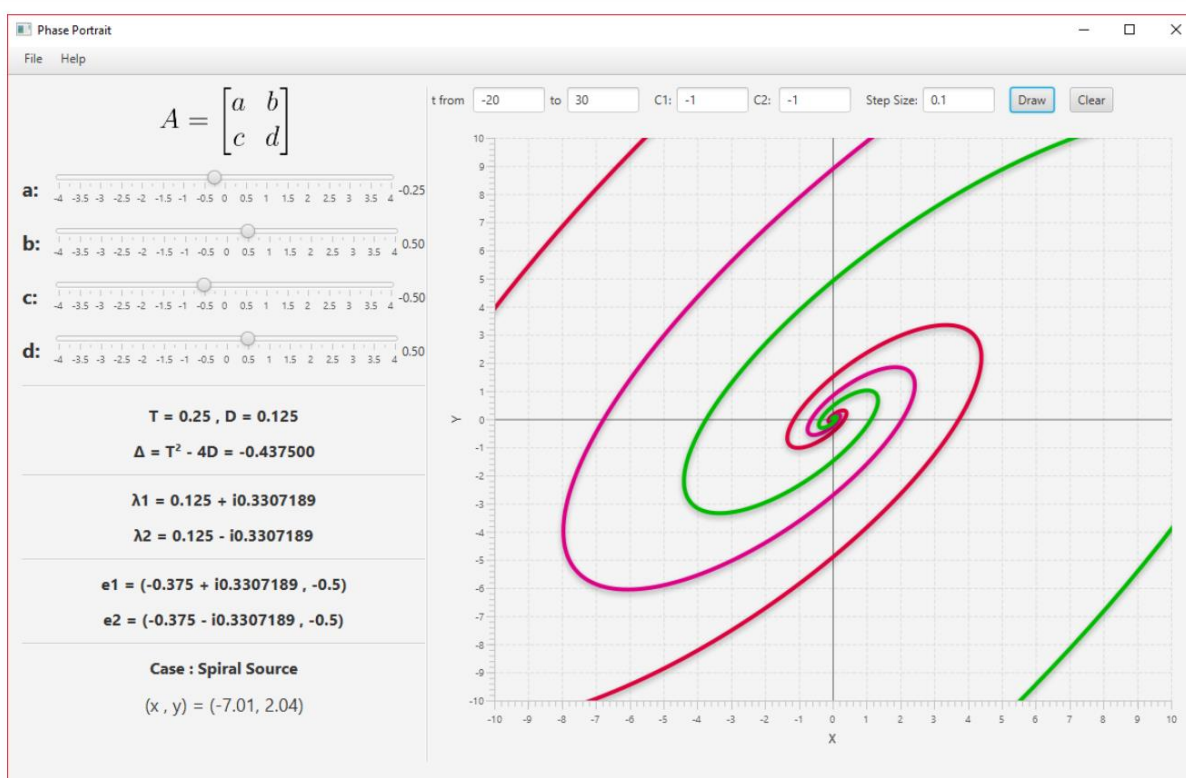 Phase Portrait
File Help
A = [a b
c d]
t from -20 to 30 C1: -1 C2: -1 Step Size: 0.1 Draw Clear
a: -0.25
-4 -3.5 -3 -2.5 -2 -1.5 -1 -0.5 0 0.5 1 1.5 2 2.5 3 3.5 4
b: 0.50
-4 -3.5 -3 -2.5 -2 -1.5 -1 -0.5 0 0.5 1 1.5 2 2.5 3 3.5 4
c: -0.50
-4 -3.5 -3 -2.5 -2 -1.5 -1 -0.5 0 0.5 1 1.5 2 2.5 3 3.5 4
d: 0.50
-4 -3.5 -3 -2.5 -2 -1.5 -1 -0.5 0 0.5 1 1.5 2 2.5 3 3.5 4
T = 0.25 , D = 0.125
Δ = T² - 4D = -0.437500
λ1 = 0.125 + i0.3307189
λ2 = 0.125 - i0.3307189
e1 = (-0.375 + i0.3307189 , -0.5)
e2 = (-0.375 - i0.3307189 , -0.5)
Case : Spiral Source
(x , y) = (-7.01, 2.04)
10
9
8
7
6
5
4
3
2
1
0
-1
-2
-3
-4
-5
-6
-7
-8
-9
-10
Y
-10 -9 -8 -7 -6 -5 -4 -3 -2 -1 0 1 2 3 4 5 6 7 8 9 10
X